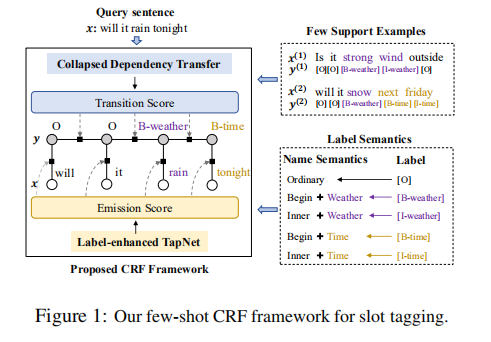 Query sentence
x: will it rain tonight
Collapsed Dependency Transfer
Transition Score
y O O B-weather B-time
x will it rain tonight
Emission Score
Label-enhanced TapNet
Proposed CRF Framework
Few Support Examples
x(1) Is it strong wind outside
y(1) [O][O] [B-weather] [I-weather] [O]
x(2) will it snow next friday
y(2) [O] [O] [B-weather] [B-time] [I-time]
Label Semantics
Name Semantics Label
Ordinary [O]
Begin + Weather [B-weather]
Inner + Weather [I-weather]
Begin + Time [B-time]
Inner + Time [I-time]
Figure 1: Our few-shot CRF framework for slot tagging.